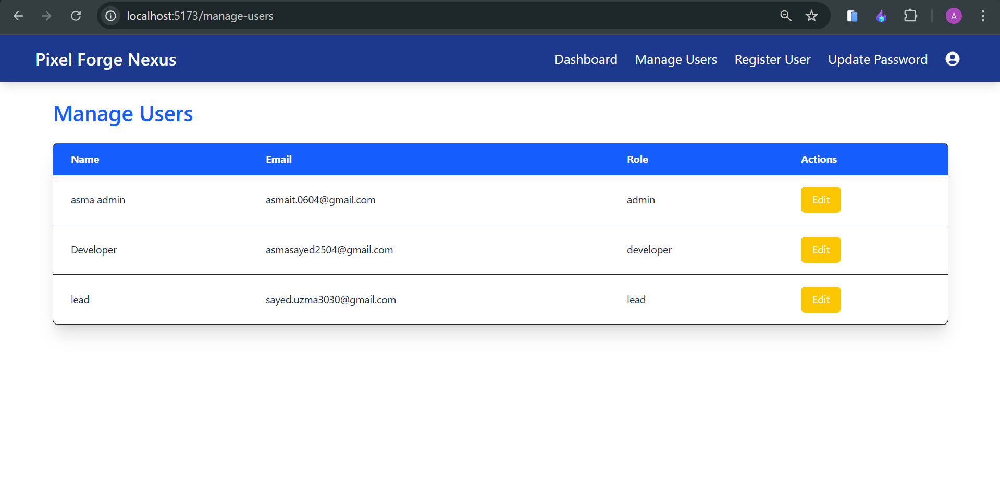 localhost:5173/manage-users
A
Pixel Forge Nexus Dashboard Manage Users Register User Update Password
Manage Users
Name Email Role Actions
asma admin asmait.0604@gmail.com admin Edit
Developer asmasayed2504@gmail.com developer Edit
lead sayed.uzma3030@gmail.com lead Edit